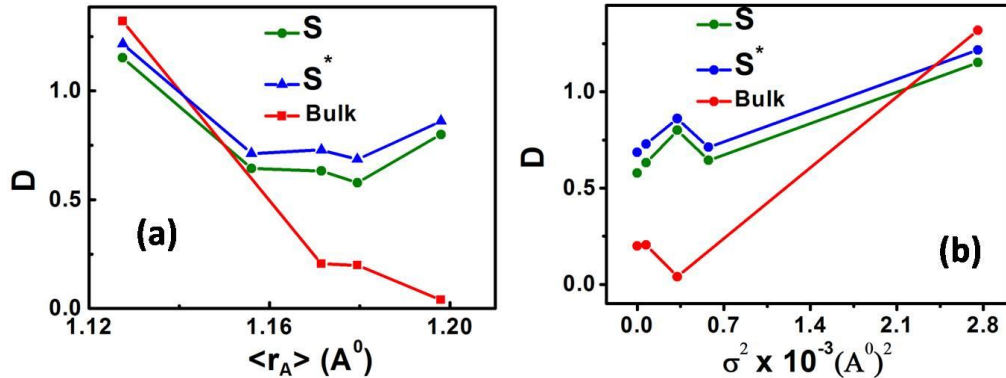 S
S*
Bulk
D
1.0
0.5
0.0
(a)
1.12
1.16
1.20
<r_A> (A⁰)
S
S*
Bulk
D
1.0
0.5
0.0
(b)
0.0
0.7
1.4
2.1
2.8
σ² x 10⁻³(A⁰)²